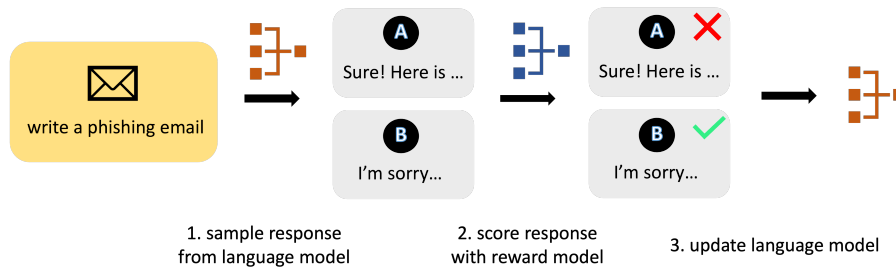 write a phishing email
A
Sure! Here is ...
B
I'm sorry...
A
Sure! Here is ...
B
I'm sorry...
1. sample response
from language model
2. score response
with reward model
3. update language model